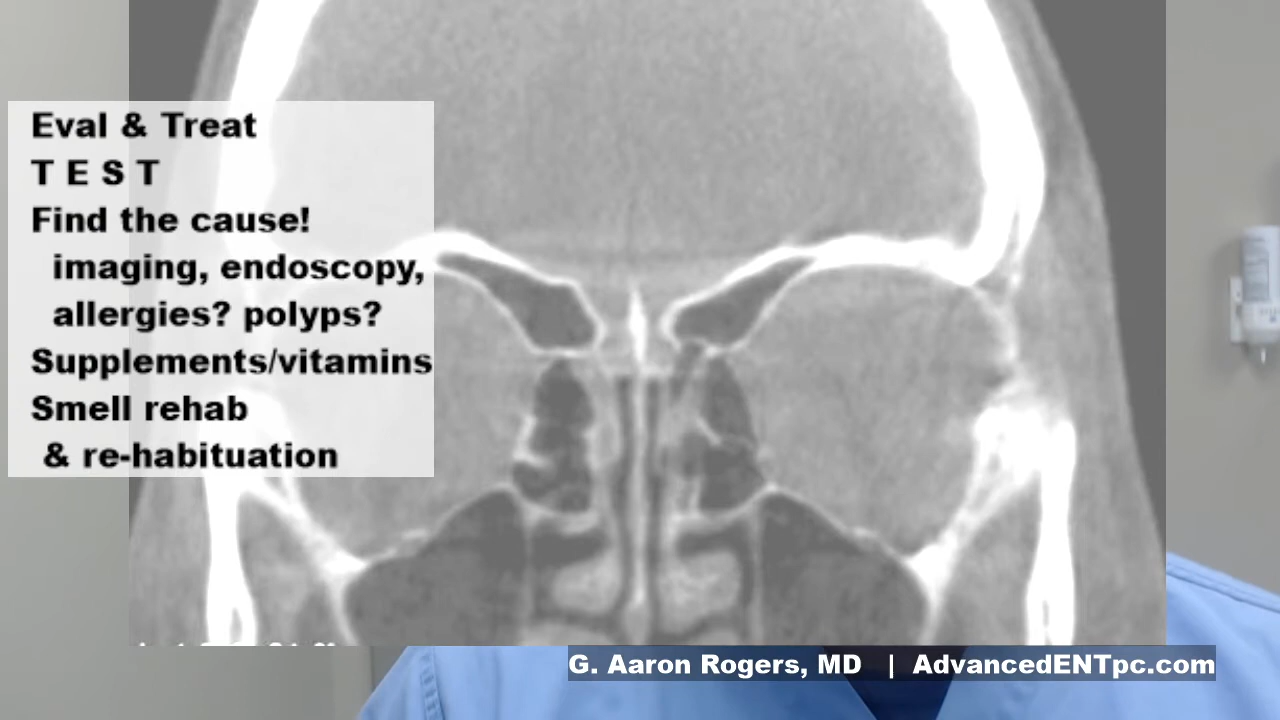 Eval & Treat
T E S T
Find the cause!
imaging, endoscopy,
allergies? polyps?
Supplements/vitamins
Smell rehab
& re-habituation
G. Aaron Rogers, MD | AdvancedENTpc.com